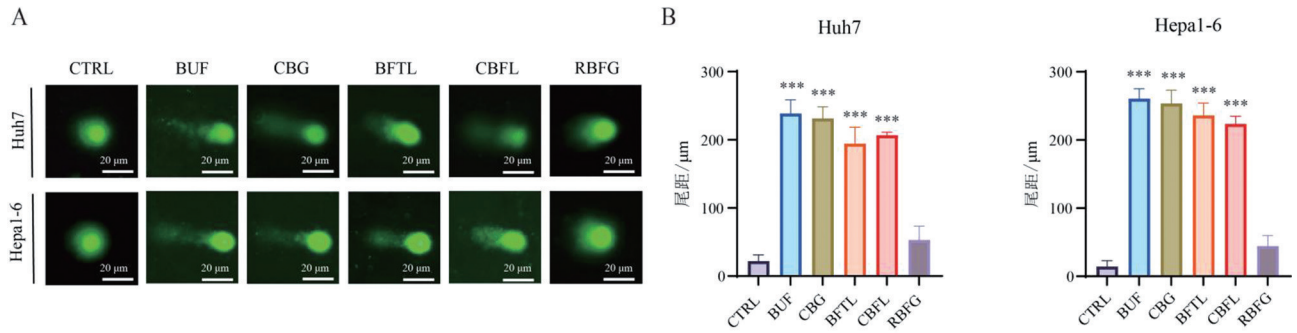 A
CTRL BUF CBG BFTL CBFL RBFG
Huh7
20 μm 20 μm 20 μm 20 μm 20 μm 20 μm
Hepa1-6
20 μm 20 μm 20 μm 20 μm 20 μm 20 μm
B
Huh7
尾距/μm
300
200
100
0
*** *** *** ***
CTRL BUF CBG BFTL CBFL RBFG
Hepa1-6
尾距/μm
300
200
100
0
*** *** *** ***
CTRL BUF CBG BFTL CBFL RBFG